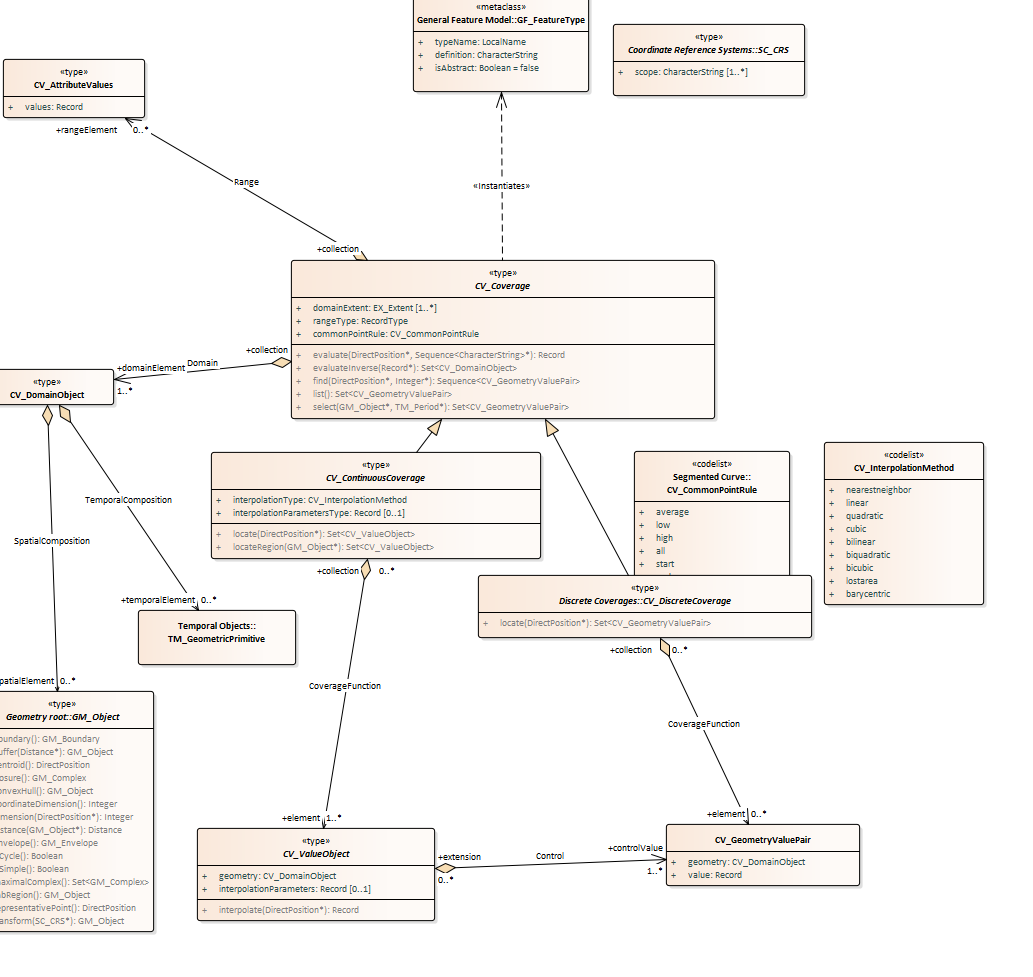 «metaclass»
General Feature Model::GF_FeatureType
+ typeName: LocalName
+ definition: CharacterString
+ isAbstract: Boolean = false
«type»
Coordinate Reference Systems::SC_CRS
+ scope: CharacterString [1..*]
«type»
CV_AttributeValues
+ values: Record
+rangeElement 0..*
Range
«Instantiates»
+collection
«type»
CV_Coverage
+ domainExtent: EX_Extent [1..*]
+ rangeType: RecordType
+ commonPointRule: CV_CommonPointRule
+ evaluate(DirectPosition*, Sequence<CharacterString>*): Record
+ evaluateInverse(Record*): Set<CV_DomainObject>
+ find(DirectPosition*, Integer*): Sequence<CV_GeometryValuePair>
+ list(): Set<CV_GeometryValuePair>
+ select(GM_Object*, TM_Period*): Set<CV_GeometryValuePair>
+collection
Domain
+domainElement
1..*
«type»
CV_DomainObject
TemporalComposition
SpatialComposition
«type»
CV_ContinuousCoverage
+ interpolationType: CV_InterpolationMethod
+ interpolationParametersType: Record [0..1]
+ locate(DirectPosition*): Set<CV_ValueObject>
+ locateRegion(GM_Object*): Set<CV_ValueObject>
«codelist»
Segmented Curve::
CV_CommonPointRule
+ average
+ low
+ high
+ all
+ start
«codelist»
CV_InterpolationMethod
+ nearestneighbor
+ linear
+ quadratic
+ cubic
+ bilinear
+ biquadratic
+ bicubic
+ lostarea
+ barycentric
+collection 0..*
«type»
Discrete Coverages::CV_DiscreteCoverage
+ locate(DirectPosition*): Set<CV_GeometryValuePair>
+temporalElement 0..*
Temporal Objects::
TM_GeometricPrimitive
+collection 0..*
patialElement 0..*
CoverageFunction
CoverageFunction
«type»
Geometry root::GM_Object
oundary(): GM_Boundary
uffer(Distance*): GM_Object
entroid(): DirectPosition
osure(): GM_Complex
onvexHull(): GM_Object
oordinateDimension(): Integer
mension(DirectPosition*): Integer
stance(GM_Object*): Distance
nvelope(): GM_Envelope
Cycle(): Boolean
Simple(): Boolean
aximalComplex(): Set<GM_Complex>
bRegion(): GM_Object
epresentativePoint(): DirectPosition
ansform(SC_CRS*): GM_Object
+element 1..*
«type»
CV_ValueObject
+ geometry: CV_DomainObject
+ interpolationParameters: Record [0..1]
+ interpolate(DirectPosition*): Record
+extension
0..*
Control
+controlValue
1..*
+element 0..*
CV_GeometryValuePair
+ geometry: CV_DomainObject
+ value: Record